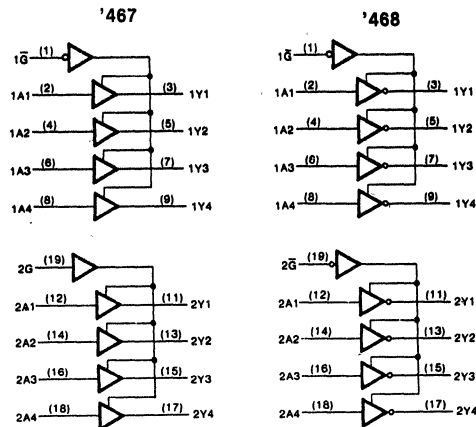 '467
1G̅ (1)
1A1 (2) (3) 1Y1
1A2 (4) (5) 1Y2
1A3 (6) (7) 1Y3
1A4 (8) (9) 1Y4
2G (19)
2A1 (12) (11) 2Y1
2A2 (14) (13) 2Y2
2A3 (16) (15) 2Y3
2A4 (18) (17) 2Y4
'468
1G̅ (1)
1A1 (2) (3) 1Y1
1A2 (4) (5) 1Y2
1A3 (6) (7) 1Y3
1A4 (8) (9) 1Y4
2G̅ (19)
2A1 (12) (11) 2Y1
2A2 (14) (13) 2Y2
2A3 (16) (15) 2Y3
2A4 (18) (17) 2Y4